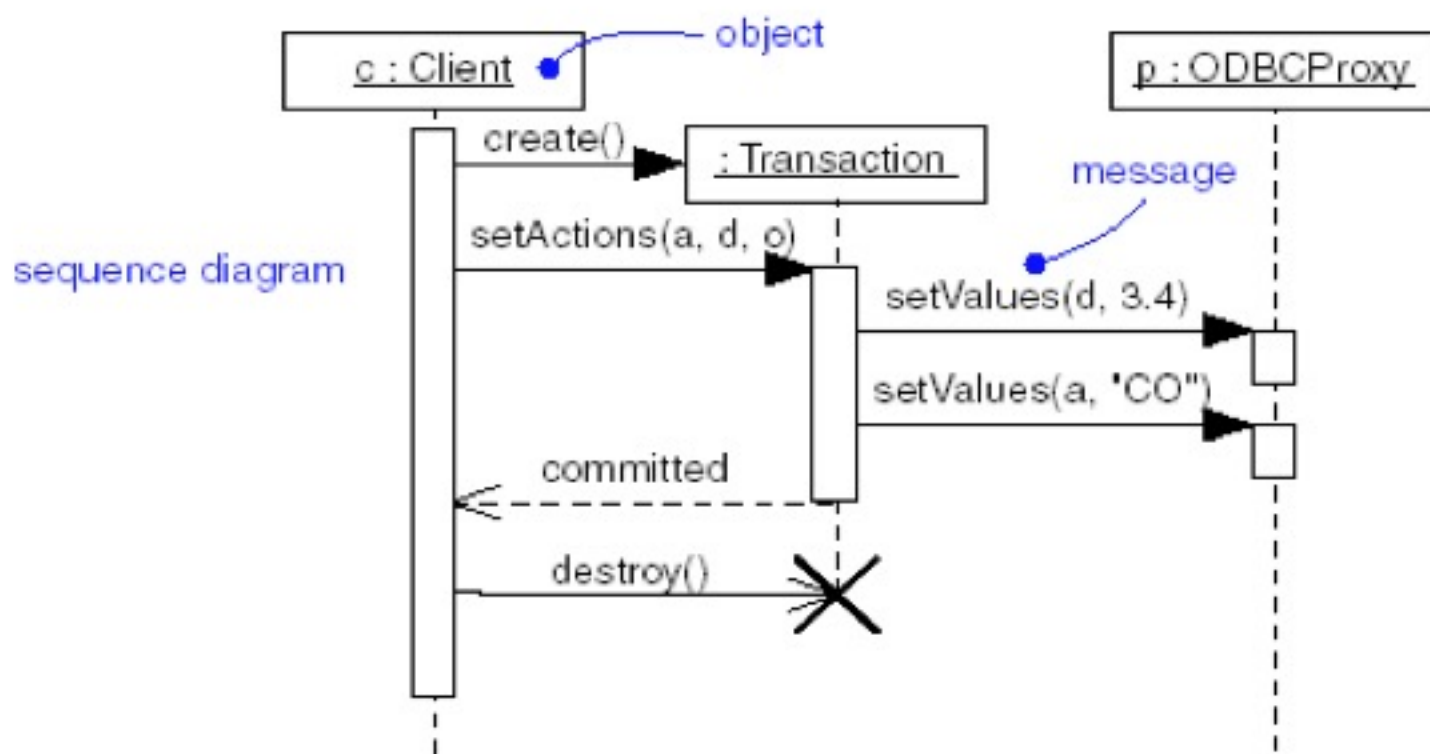 object
c : Client
p : ODBCProxy
create()
: Transaction
message
setActions(a, d, o)
sequence diagram
setValues(d, 3.4)
setValues(a, "CO")
committed
destroy()